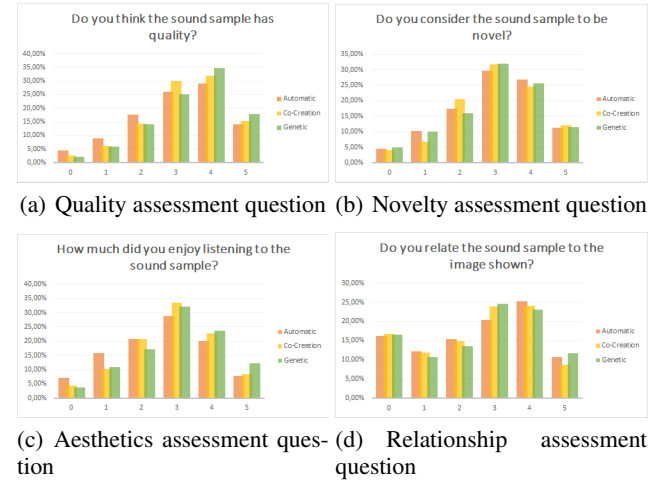 Do you think the sound sample has
quality?
40,00%
35,00%
30,00%
25,00%
20,00%
15,00%
10,00%
5,00%
0,00%
0 1 2 3 4 5
Automatic
Co-Creation
Genetic
(a) Quality assessment question
Do you consider the sound sample to be
novel?
35,00%
30,00%
25,00%
20,00%
15,00%
10,00%
5,00%
0,00%
0 1 2 3 4 5
Automatic
Co-Creation
Genetic
(b) Novelty assessment question
How much did you enjoy listening to the
sound sample?
40,00%
35,00%
30,00%
25,00%
20,00%
15,00%
10,00%
5,00%
0,00%
0 1 2 3 4 5
Automatic
Co-Creation
Genetic
(c) Aesthetics assessment ques-
tion
Do you relate the sound sample to the
image shown?
30,00%
25,00%
20,00%
15,00%
10,00%
5,00%
0,00%
0 1 2 3 4 5
Automatic
Co-Creation
Genetic
(d) Relationship assessment
question